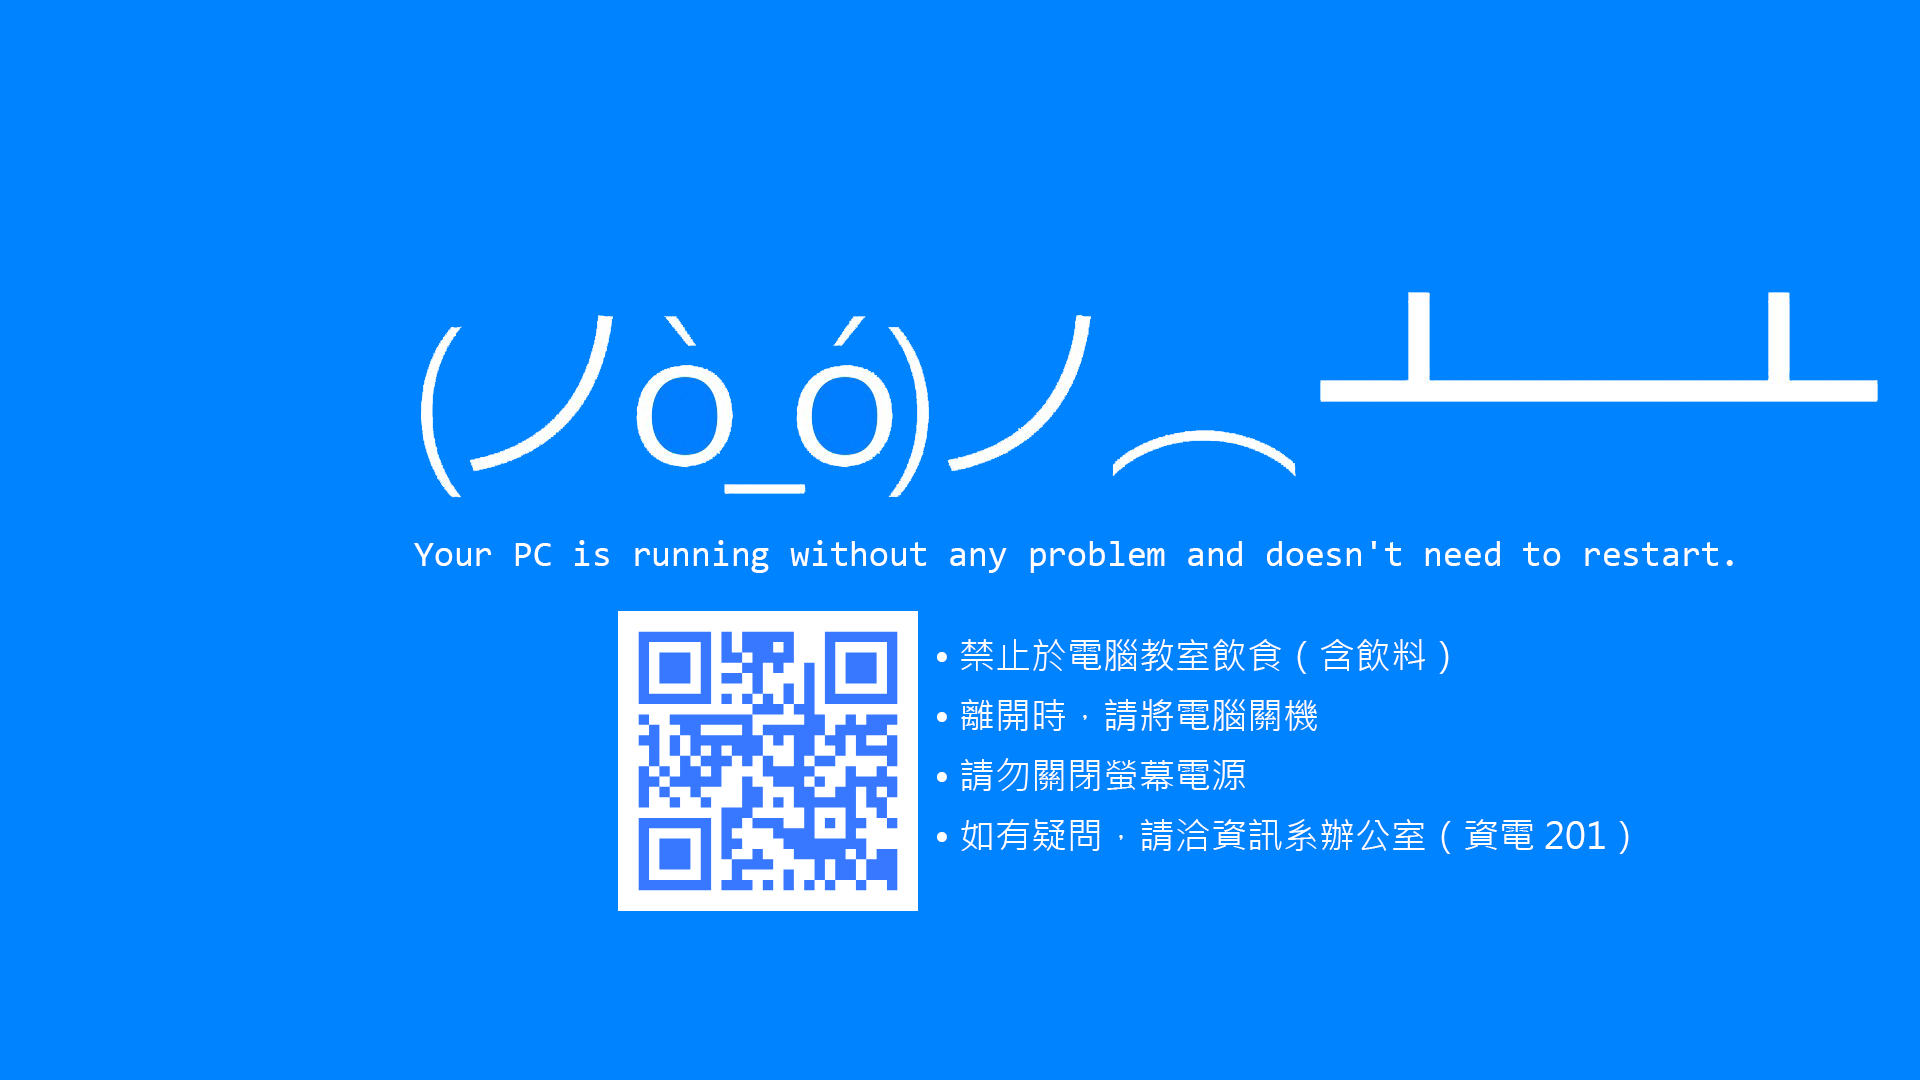 (ノò_ó)ノ︵┻━┻
Your PC is running without any problem and doesn't need to restart.
• 禁止於電腦教室飲食（含飲料）
• 離開時，請將電腦關機
• 請勿關閉螢幕電源
• 如有疑問，請洽資訊系辦公室（資電 201）